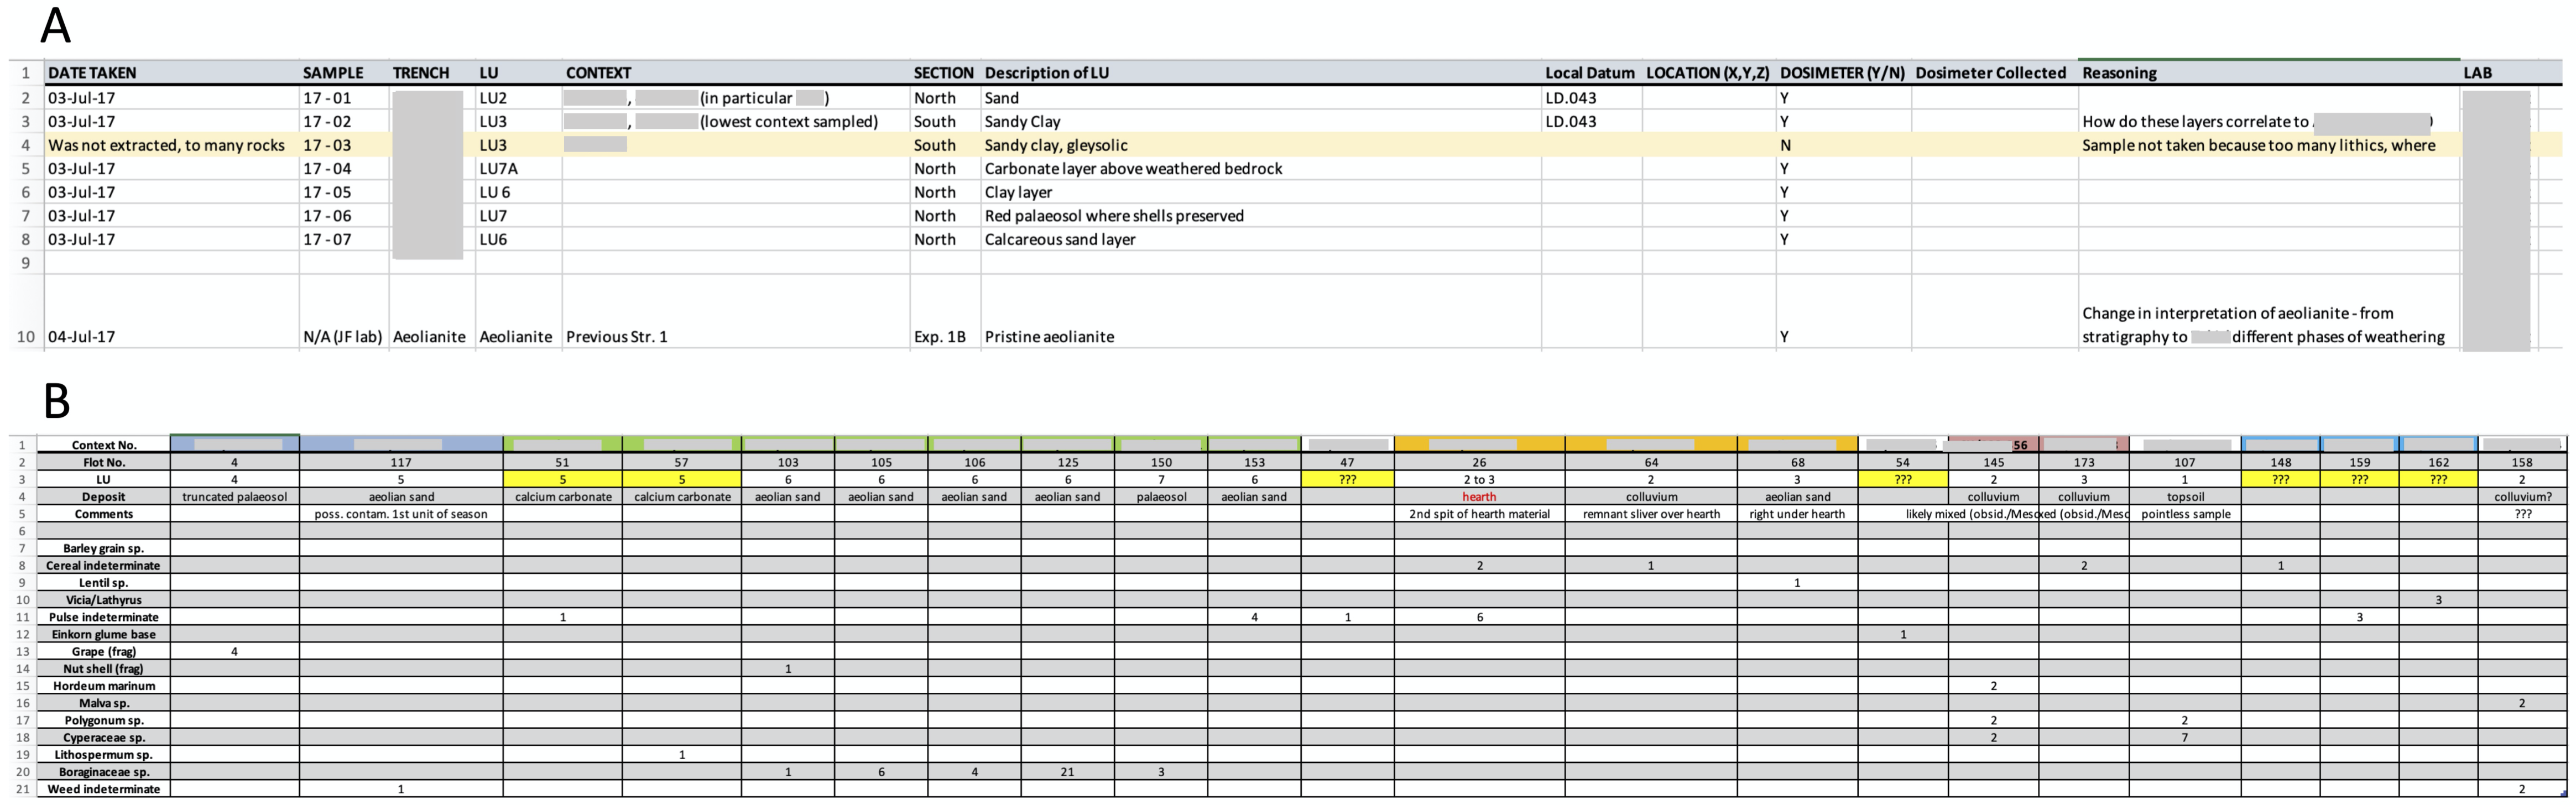 A
1 DATE TAKEN SAMPLE TRENCH LU CONTEXT SECTION Description of LU Local Datum LOCATION (X,Y,Z) DOSIMETER (Y/N) Dosimeter Collected Reasoning LAB
2 03-Jul-17 17 - 01 LU2 , (in particular ) North Sand LD.043 Y
3 03-Jul-17 17 - 02 LU3 , (lowest context sampled) South Sandy Clay LD.043 Y How do these layers correlate to
4 Was not extracted, to many rocks 17 - 03 LU3 South Sandy clay, gleysolic N Sample not taken because too many lithics, where
5 03-Jul-17 17 - 04 LU7A North Carbonate layer above weathered bedrock Y
6 03-Jul-17 17 - 05 LU 6 North Clay layer Y
7 03-Jul-17 17 - 06 LU7 North Red palaeosol where shells preserved Y
8 03-Jul-17 17 - 07 LU6 North Calcareous sand layer Y
9
Change in interpretation of aeolianite - from
10 04-Jul-17 N/A (JF lab) Aeolianite Aeolianite Previous Str. 1 Exp. 1B Pristine aeolianite Y stratigraphy to different phases of weathering
B
1 Context No. 56
2 Flot No. 4 117 51 57 103 105 106 125 150 153 47 26 64 68 54 145 173 107 148 159 162 158
3 LU 4 5 5 5 6 6 6 6 7 6 ??? 2 to 3 2 3 ??? 2 3 1 ??? ??? ??? 2
4 Deposit truncated palaeosol aeolian sand calcium carbonate calcium carbonate aeolian sand aeolian sand aeolian sand aeolian sand palaeosol aeolian sand hearth colluvium aeolian sand colluvium colluvium topsoil colluvium?
5 Comments poss. contam. 1st unit of season 2nd spit of hearth material remnant sliver over hearth right under hearth likely mixed (obsid./Meso xed (obsid./Meso pointless sample ???
6
7 Barley grain sp.
8 Cereal indeterminate 2 1 2 1
9 Lentil sp. 1
10 Vicia/Lathyrus 3
11 Pulse indeterminate 1 4 1 6 3
12 Einkorn glume base 1
13 Grape (frag) 4
14 Nut shell (frag) 1
15 Hordeum marinum 2
16 Malva sp. 2
17 Polygonum sp. 2 2
18 Cyperaceae sp. 2 7
19 Lithospermum sp. 1
20 Boraginaceae sp. 1 6 4 21 3
21 Weed indeterminate 1 2